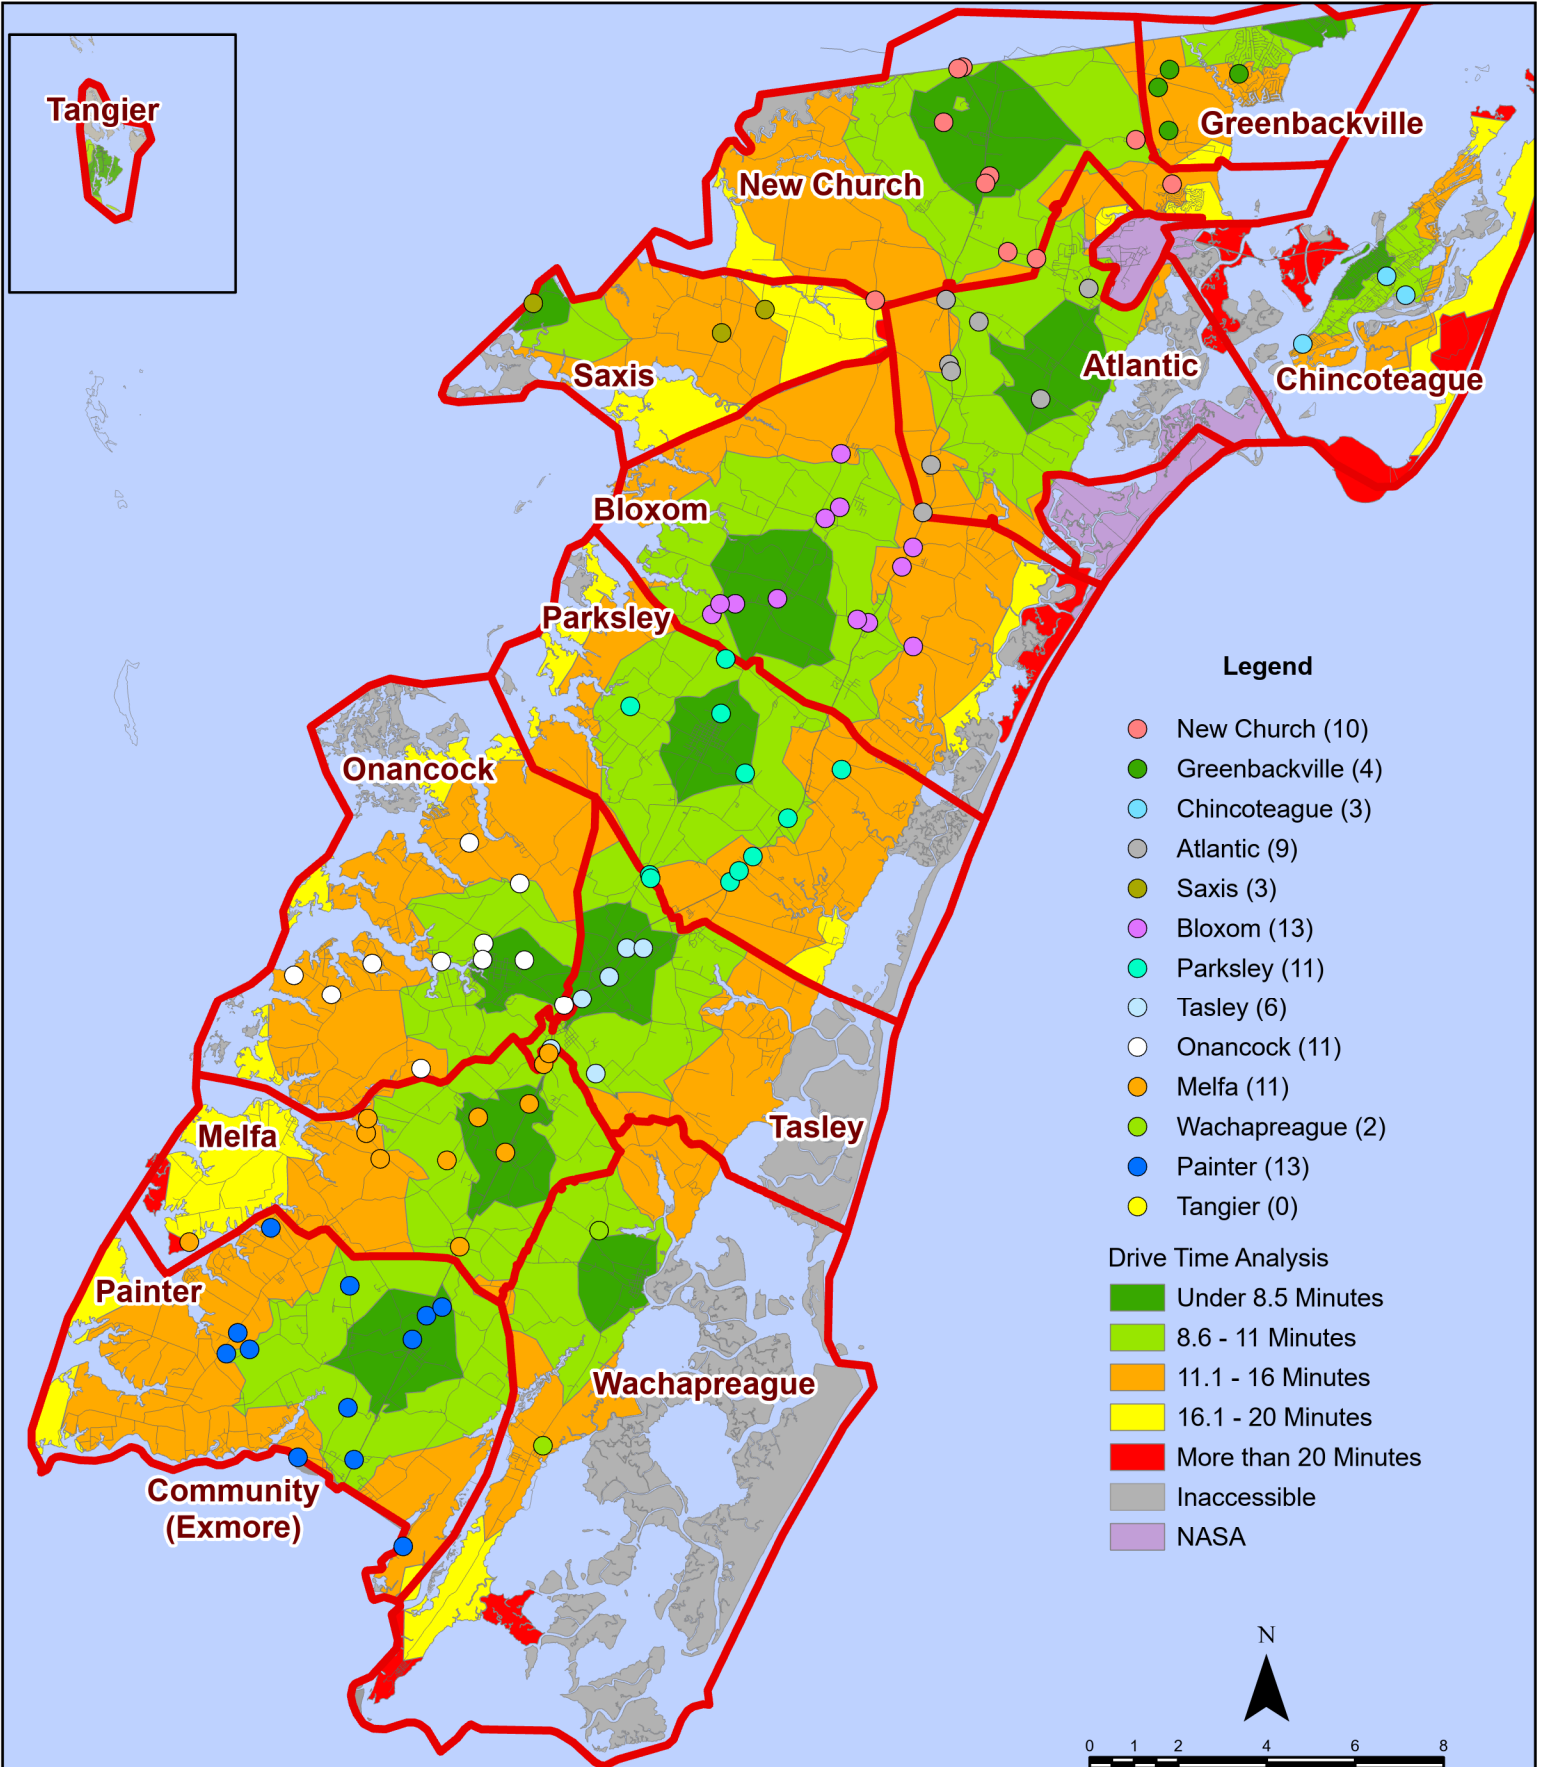 Tangier
Greenbackville
New Church
Atlantic
Saxis
Chincoteague
Bloxom
Parksley
Onancock
Melfa
Tasley
Painter
Wachapreague
Community
(Exmore)
Legend
New Church (10)
Greenbackville (4)
Chincoteague (3)
Atlantic (9)
Saxis (3)
Bloxom (13)
Parksley (11)
Tasley (6)
Onancock (11)
Melfa (11)
Wachapreague (2)
Painter (13)
Tangier (0)
Drive Time Analysis
Under 8.5 Minutes
8.6 - 11 Minutes
11.1 - 16 Minutes
16.1 - 20 Minutes
More than 20 Minutes
Inaccessible
NASA
N
0 1 2 4 6 8